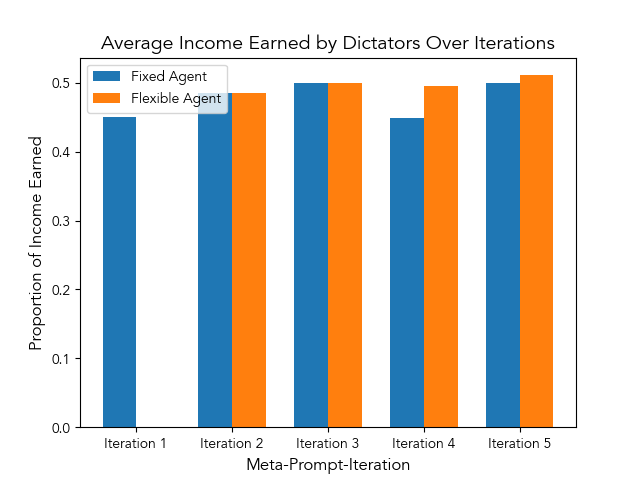 Average Income Earned by Dictators Over Iterations
Fixed Agent
Flexible Agent
Proportion of Income Earned
0.5
0.4
0.3
0.2
0.1
0.0
Iteration 1 Iteration 2 Iteration 3 Iteration 4 Iteration 5
Meta-Prompt-Iteration